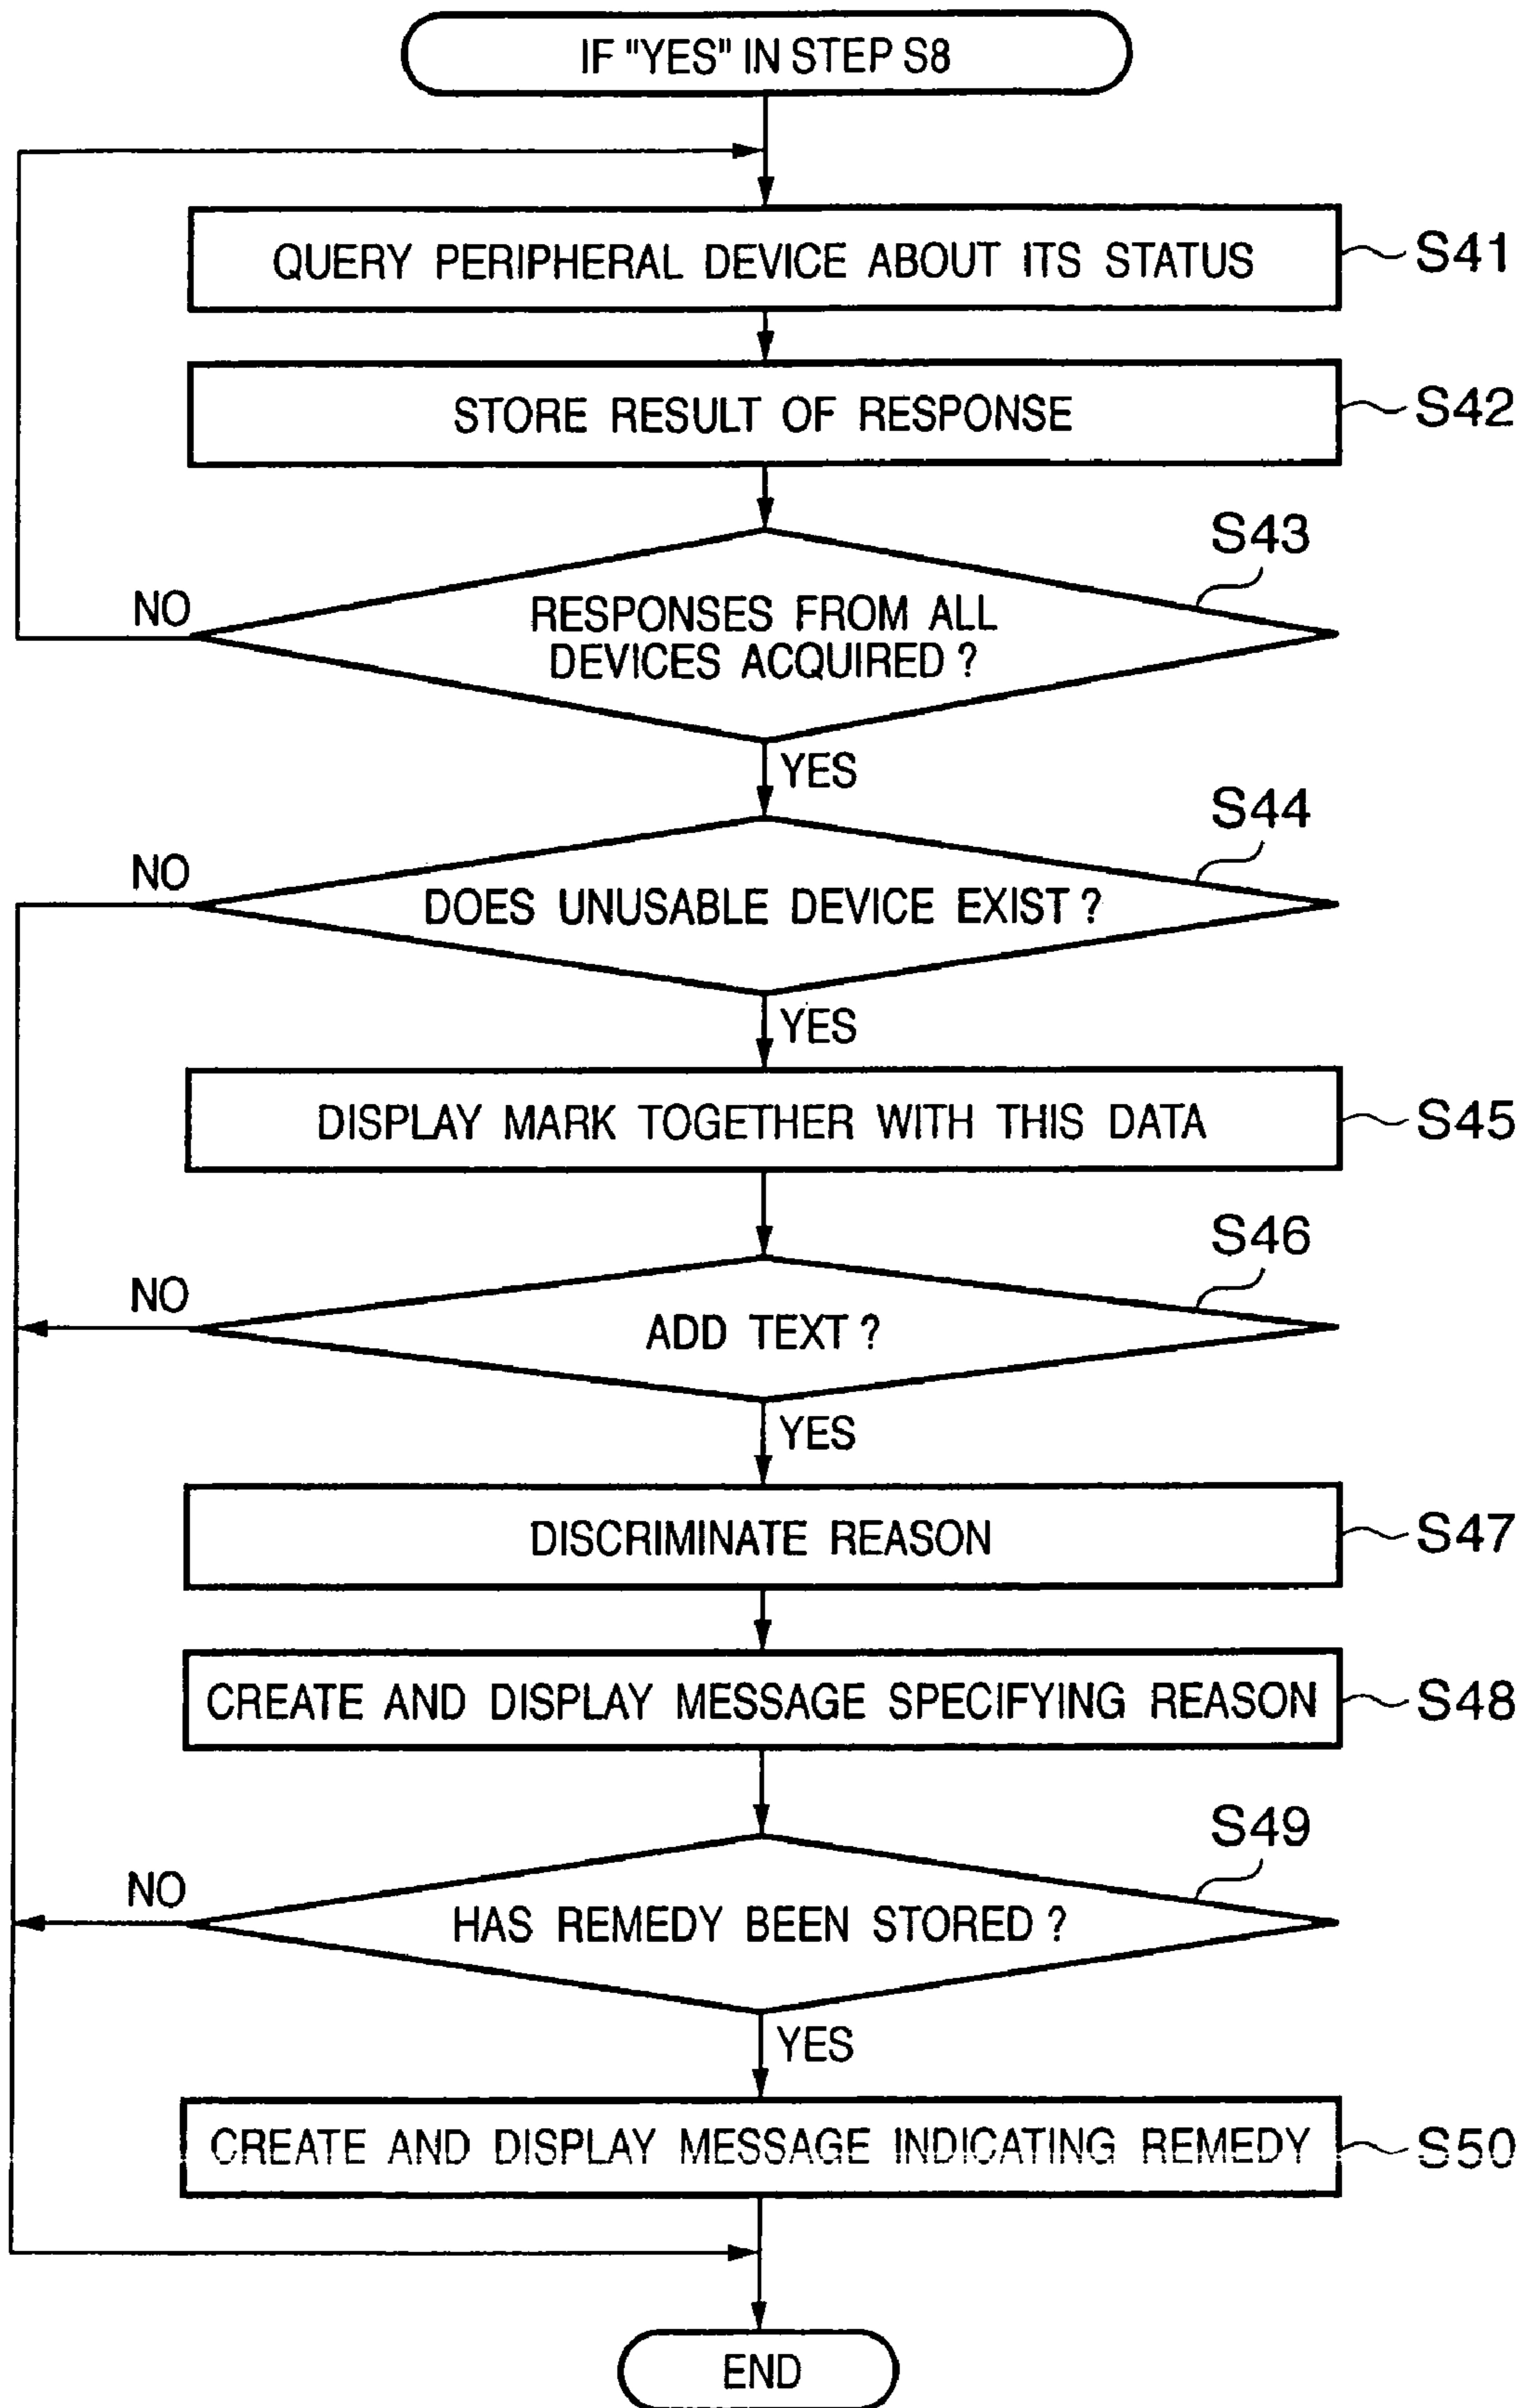 IF "YES" IN STEP S8
QUERY PERIPHERAL DEVICE ABOUT ITS STATUS
S41
STORE RESULT OF RESPONSE
S42
S43
NO
RESPONSES FROM ALL
DEVICES ACQUIRED ?
YES
S44
NO
DOES UNUSABLE DEVICE EXIST ?
YES
DISPLAY MARK TOGETHER WITH THIS DATA
S45
S46
NO
ADD TEXT ?
YES
DISCRIMINATE REASON
S47
CREATE AND DISPLAY MESSAGE SPECIFYING REASON
S48
S49
NO
HAS REMEDY BEEN STORED ?
YES
CREATE AND DISPLAY MESSAGE INDICATING REMEDY
S50
END